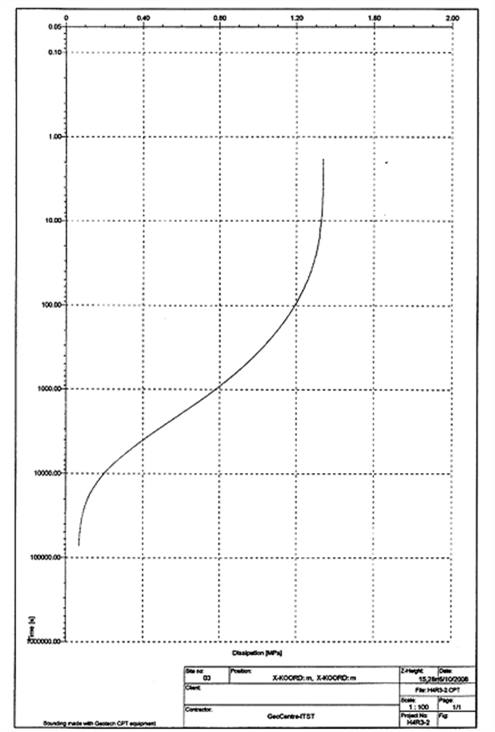 0 0.40 0.80 1.20 1.60 2.00
0.05
0.10
1.00
10.00
100.00
1000.00
10000.00
100000.00
Time [s]
Dissipation [MPa]
Site no: Position: Z-Height: Date:
03 X-KOORD: m, X-KOORD: m
Client: File: H4R3-2.CPT
Scale: Page:
1 : 100 1/1
Contractor: Project No: Fig:
GeoCentre-ITST H4R3-2
Sounding made with Geotech CPT equipment